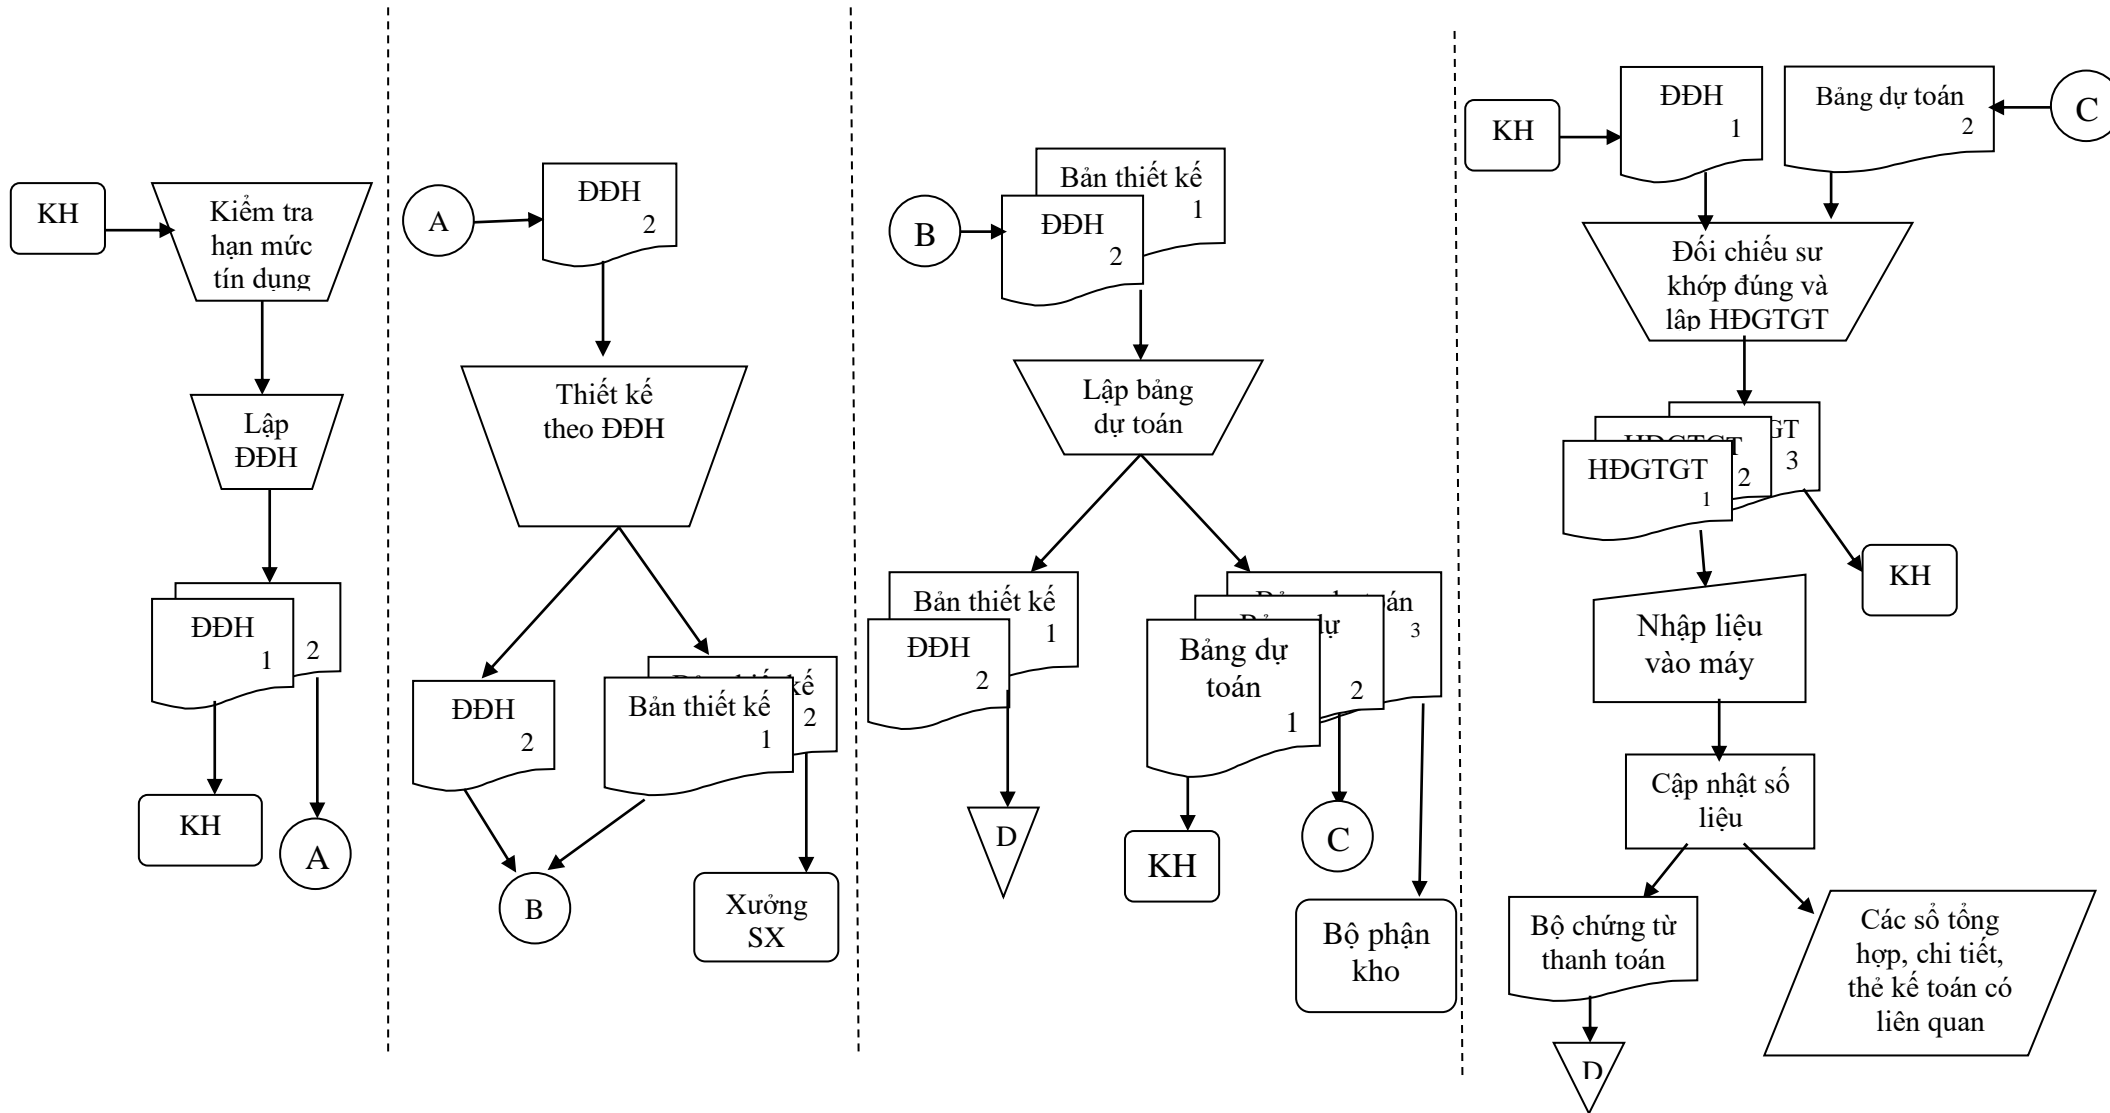 KH
Kiểm tra
hạn mức
tín dụng
Lập
ĐĐH
ĐĐH
1
2
KH
A
A
ĐĐH
2
Thiết kế
theo ĐĐH
ĐĐH
2
Bản thiết kế
1
2
B
Xưởng
SX
B
Bản thiết kế
1
ĐĐH
2
Lập bảng
dự toán
Bản thiết kế
1
ĐĐH
2
3
2
Bảng dự
toán
1
D
KH
C
Bộ phận
kho
KH
ĐĐH
1
Bảng dự toán
2
C
Đối chiếu sư
khớp đúng và
lập HĐGTGT
GT
3
HĐGTGT
2
HĐGTGT
1
KH
Nhập liệu
vào máy
Cập nhật số
liệu
Bộ chứng từ
thanh toán
Các sổ tổng
hợp, chi tiết,
thẻ kế toán có
liên quan
D